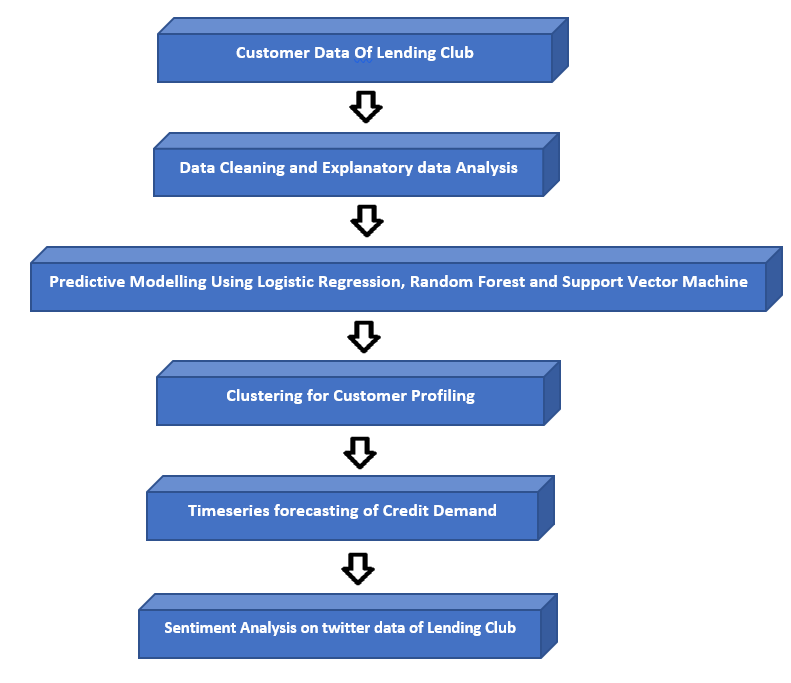 Customer Data Of Lending Club
Data Cleaning and Explanatory data Analysis
Predictive Modelling Using Logistic Regression, Random Forest and Support Vector Machine
Clustering for Customer Profiling
Timeseries forecasting of Credit Demand
Sentiment Analysis on twitter data of Lending Club